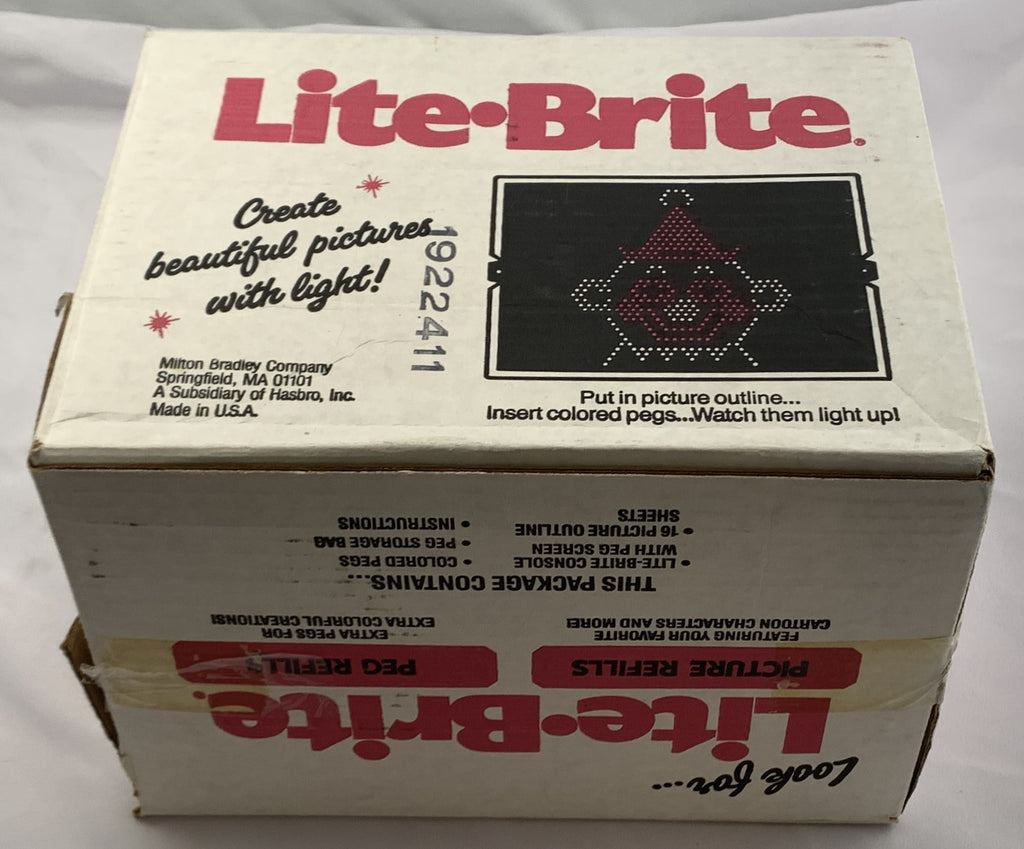 Lite•Brite®
Create
beautiful pictures
with light!
1922411
Milton Bradley Company
Springfield, MA 01101
A Subsidiary of Hasbro, Inc.
Made in U.S.A.
Put in picture outline...
Insert colored pegs...Watch them light up!
Look for...
Lite•Brite®
PICTURE REFILLS
FEATURING YOUR FAVORITE
CARTOON CHARACTERS AND MORE!
PEG REFILLS
EXTRA PEGS FOR
EXTRA COLORFUL CREATIONS!
THIS PACKAGE CONTAINS...
• LITE-BRITE CONSOLE
WITH PEG SCREEN
• 16 PICTURE OUTLINE
SHEETS
• COLORED PEGS
• PEG STORAGE BAG
• INSTRUCTIONS